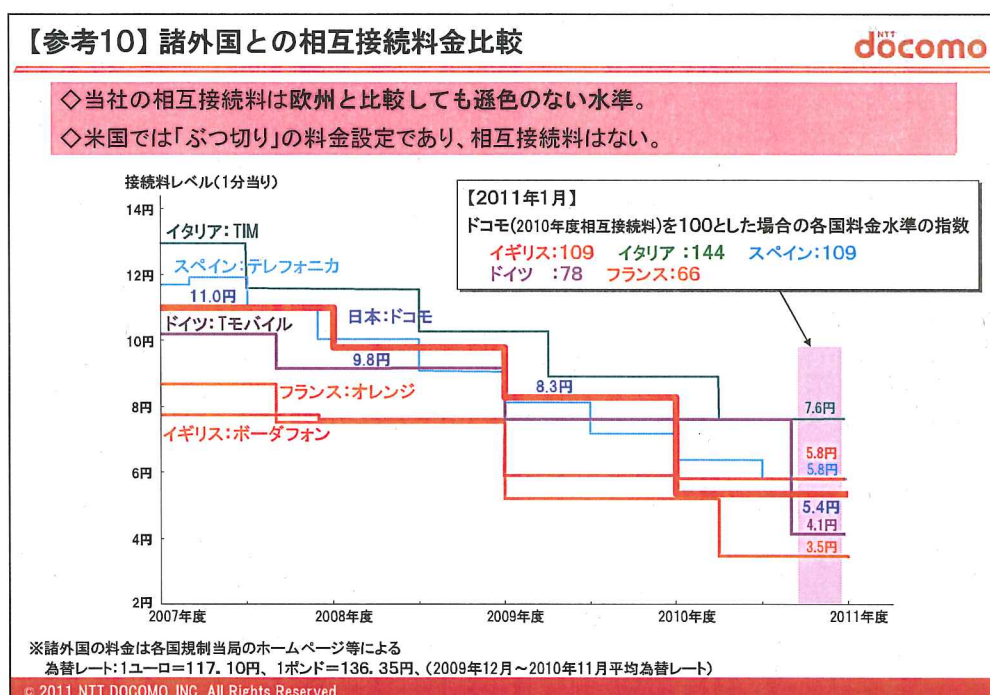 【参考10】諸外国との相互接続料金比較
NTT
döcomo
◇当社の相互接続料は欧州と比較しても遜色のない水準。
◇米国では「ぶつ切り」の料金設定であり、相互接続料はない。
接続料レベル(1分当り)
【2011年1月】
ドコモ(2010年度相互接続料)を100とした場合の各国料金水準の指数
イギリス:109 イタリア :144 スペイン:109
ドイツ :78 フランス:66
14円
12円
10円
8円
6円
4円
2円
イタリア:TIM
スペイン:テレフォニカ
11.0円
日本:ドコモ
ドイツ:Tモバイル
9.8円
フランス:オレンジ
8.3円
イギリス:ボーダフォン
7.6円
5.8円
5.8円
5.4円
4.1円
3.5円
2007年度 2008年度 2009年度 2010年度 2011年度
※諸外国の料金は各国規制当局のホームページ等による
為替レート:1ユーロ=117.10円、1ポンド=136.35円、(2009年12月~2010年11月平均為替レート)
© 2011 NTT DOCOMO, INC. All Rights Reserved